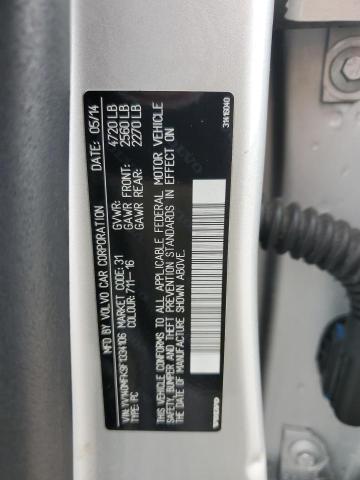 MFD BY VOLVO CAR CORPORATION
DATE: 05/14
GVWR: 4720 LB
GAWR FRONT: 2560 LB
GAWR REAR: 2270 LB
MARKET CODE: 31
COLOUR: 711-16
TYPE: PC
THIS VEHICLE CONFORMS TO ALL APPLICABLE FEDERAL MOTOR VEHICLE
SAFETY, BUMPER AND THEFT PREVENTION STANDARDS IN EFFECT ON
THE DATE OF MANUFACTURE SHOWN ABOVE.
VOLVO
31416040